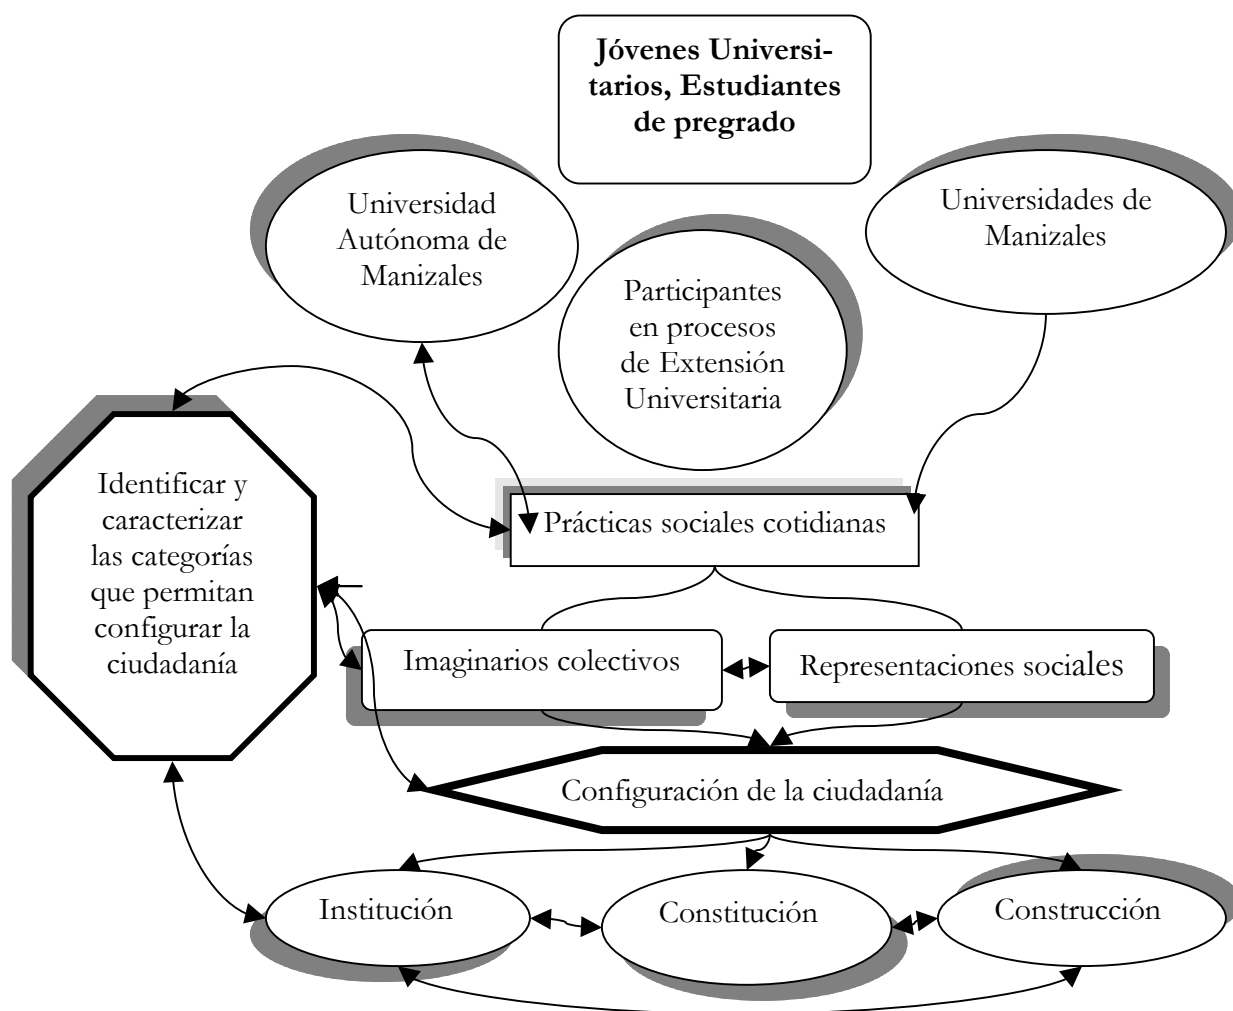 Jóvenes Universi-
tarios, Estudiantes
de pregrado
Universidad
Autónoma de
Manizales
Universidades de
Manizales
Participantes
en procesos
de Extensión
Universitaria
Identificar y
caracterizar
las categorías
que permitan
configurar la
ciudadanía
Prácticas sociales cotidianas
Imaginarios colectivos
Representaciones sociales
Configuración de la ciudadanía
Institución
Constitución
Construcción